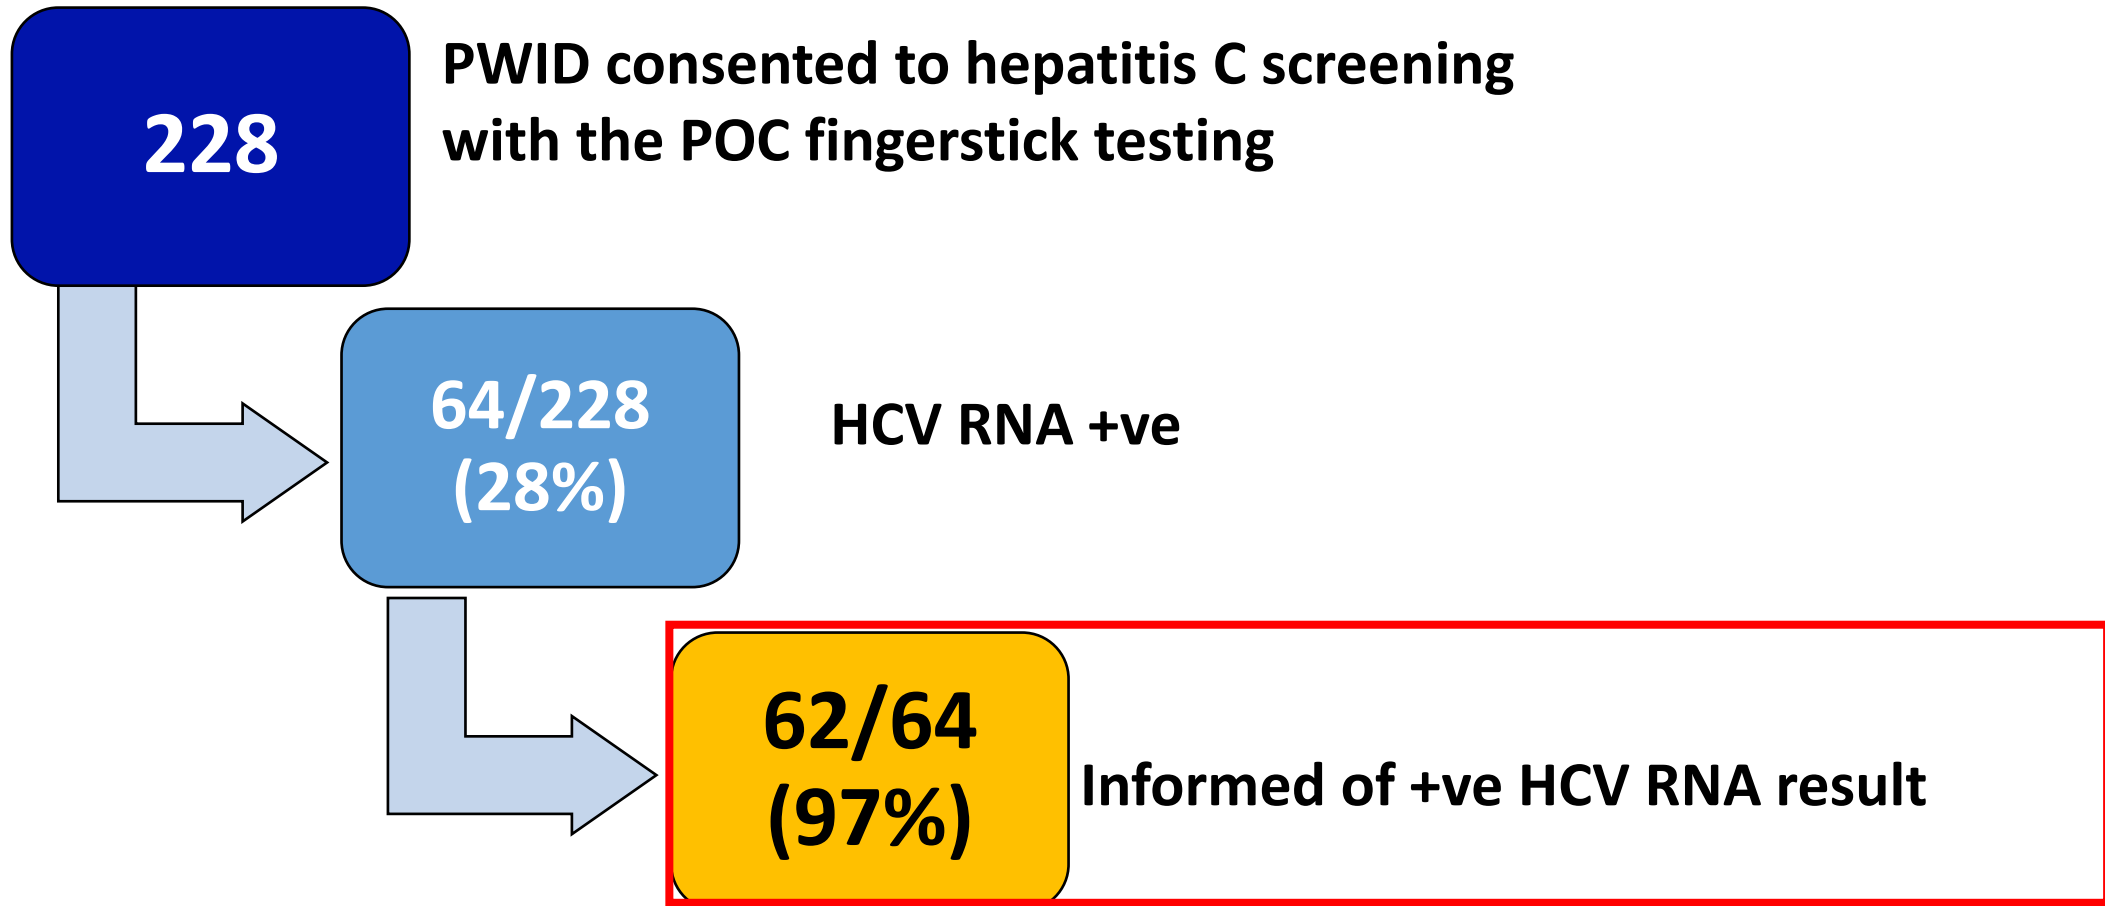 228
PWID consented to hepatitis C screening
with the POC fingerstick testing
64/228
(28%)
HCV RNA +ve
62/64
(97%)
Informed of +ve HCV RNA result